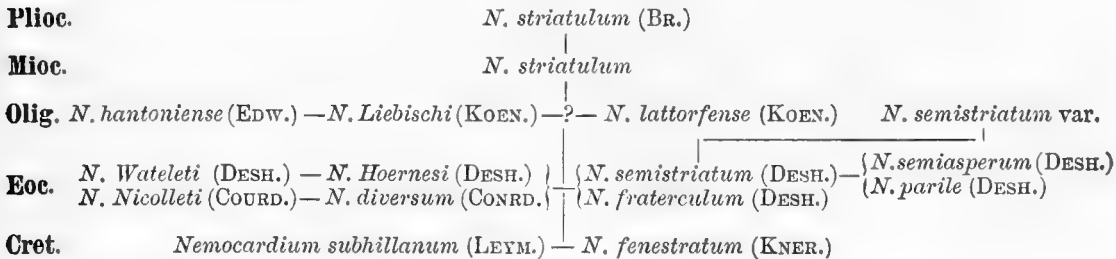 Plioc. N. striatulum (BR.)
Mioc. N. striatulum
Olig. N. hantoniense (EDW.) — N. Liebischi (KOEN.) —?— N. lattorfense (KOEN.) N. semistriatum var.
Eoc. N. Wateleti (DESH.) — N. Hoernesi (DESH.) } { N. semistriatum (DESH.) — { N. semiasperum (DESH.)
N. Nicolleti (COURD.) — N. diversum (CONRD.) } { N. fraterculum (DESH.) { N. parile (DESH.)
Cret. Nemocardium subhillanum (LEYM.) — N. fenestratum (KNER.)